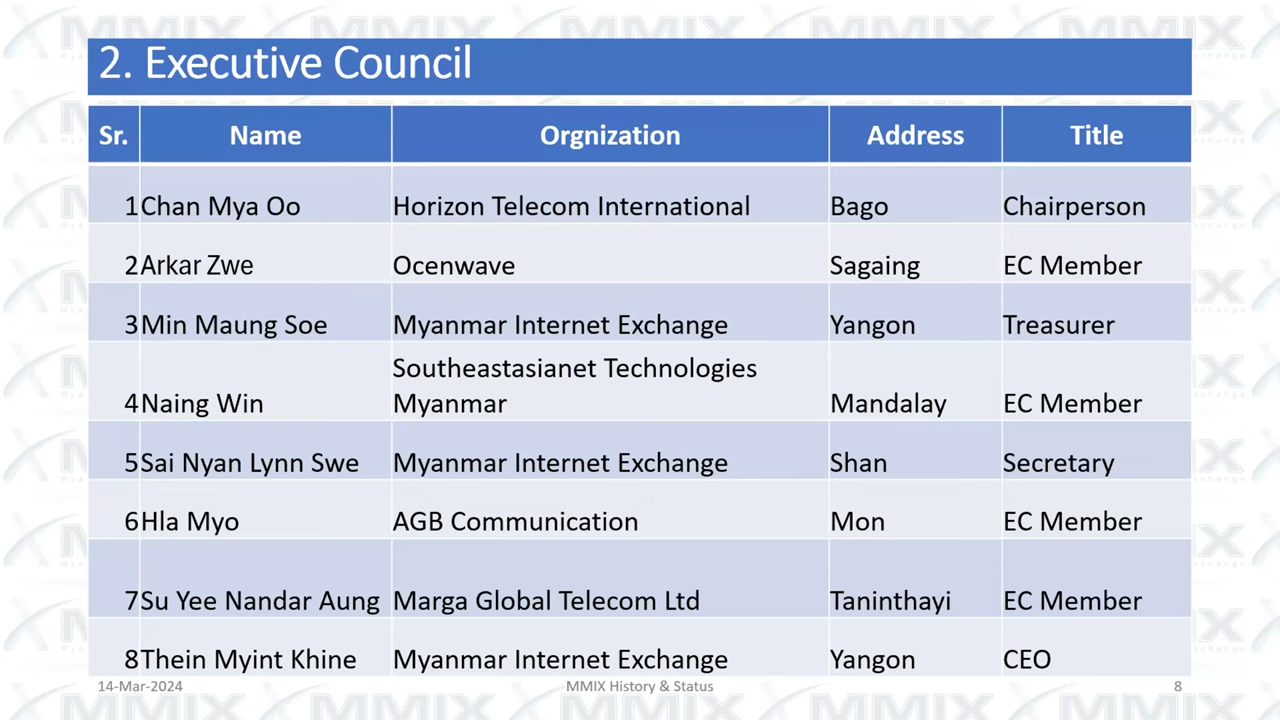 2. Executive Council
Sr. Name Orgnization Address Title
1 Chan Mya Oo Horizon Telecom International Bago Chairperson
2 Arkar Zwe Ocenwave Sagaing EC Member
3 Min Maung Soe Myanmar Internet Exchange Yangon Treasurer
Southeastasianet Technologies
4 Naing Win Myanmar Mandalay EC Member
5 Sai Nyan Lynn Swe Myanmar Internet Exchange Shan Secretary
6 Hla Myo AGB Communication Mon EC Member
7 Su Yee Nandar Aung Marga Global Telecom Ltd Taninthayi EC Member
8 Thein Myint Khine Myanmar Internet Exchange Yangon CEO
14-Mar-2024 MMIX History & Status 8